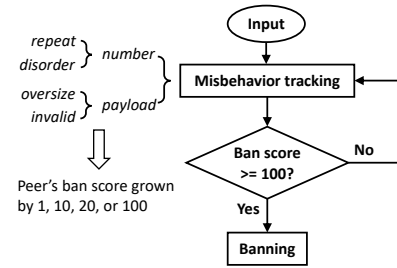 Input
repeat
disorder
number
Misbehavior tracking
oversize
invalid
payload
Ban score
>= 100?
No
Peer's ban score grown
by 1, 10, 20, or 100
Yes
Banning